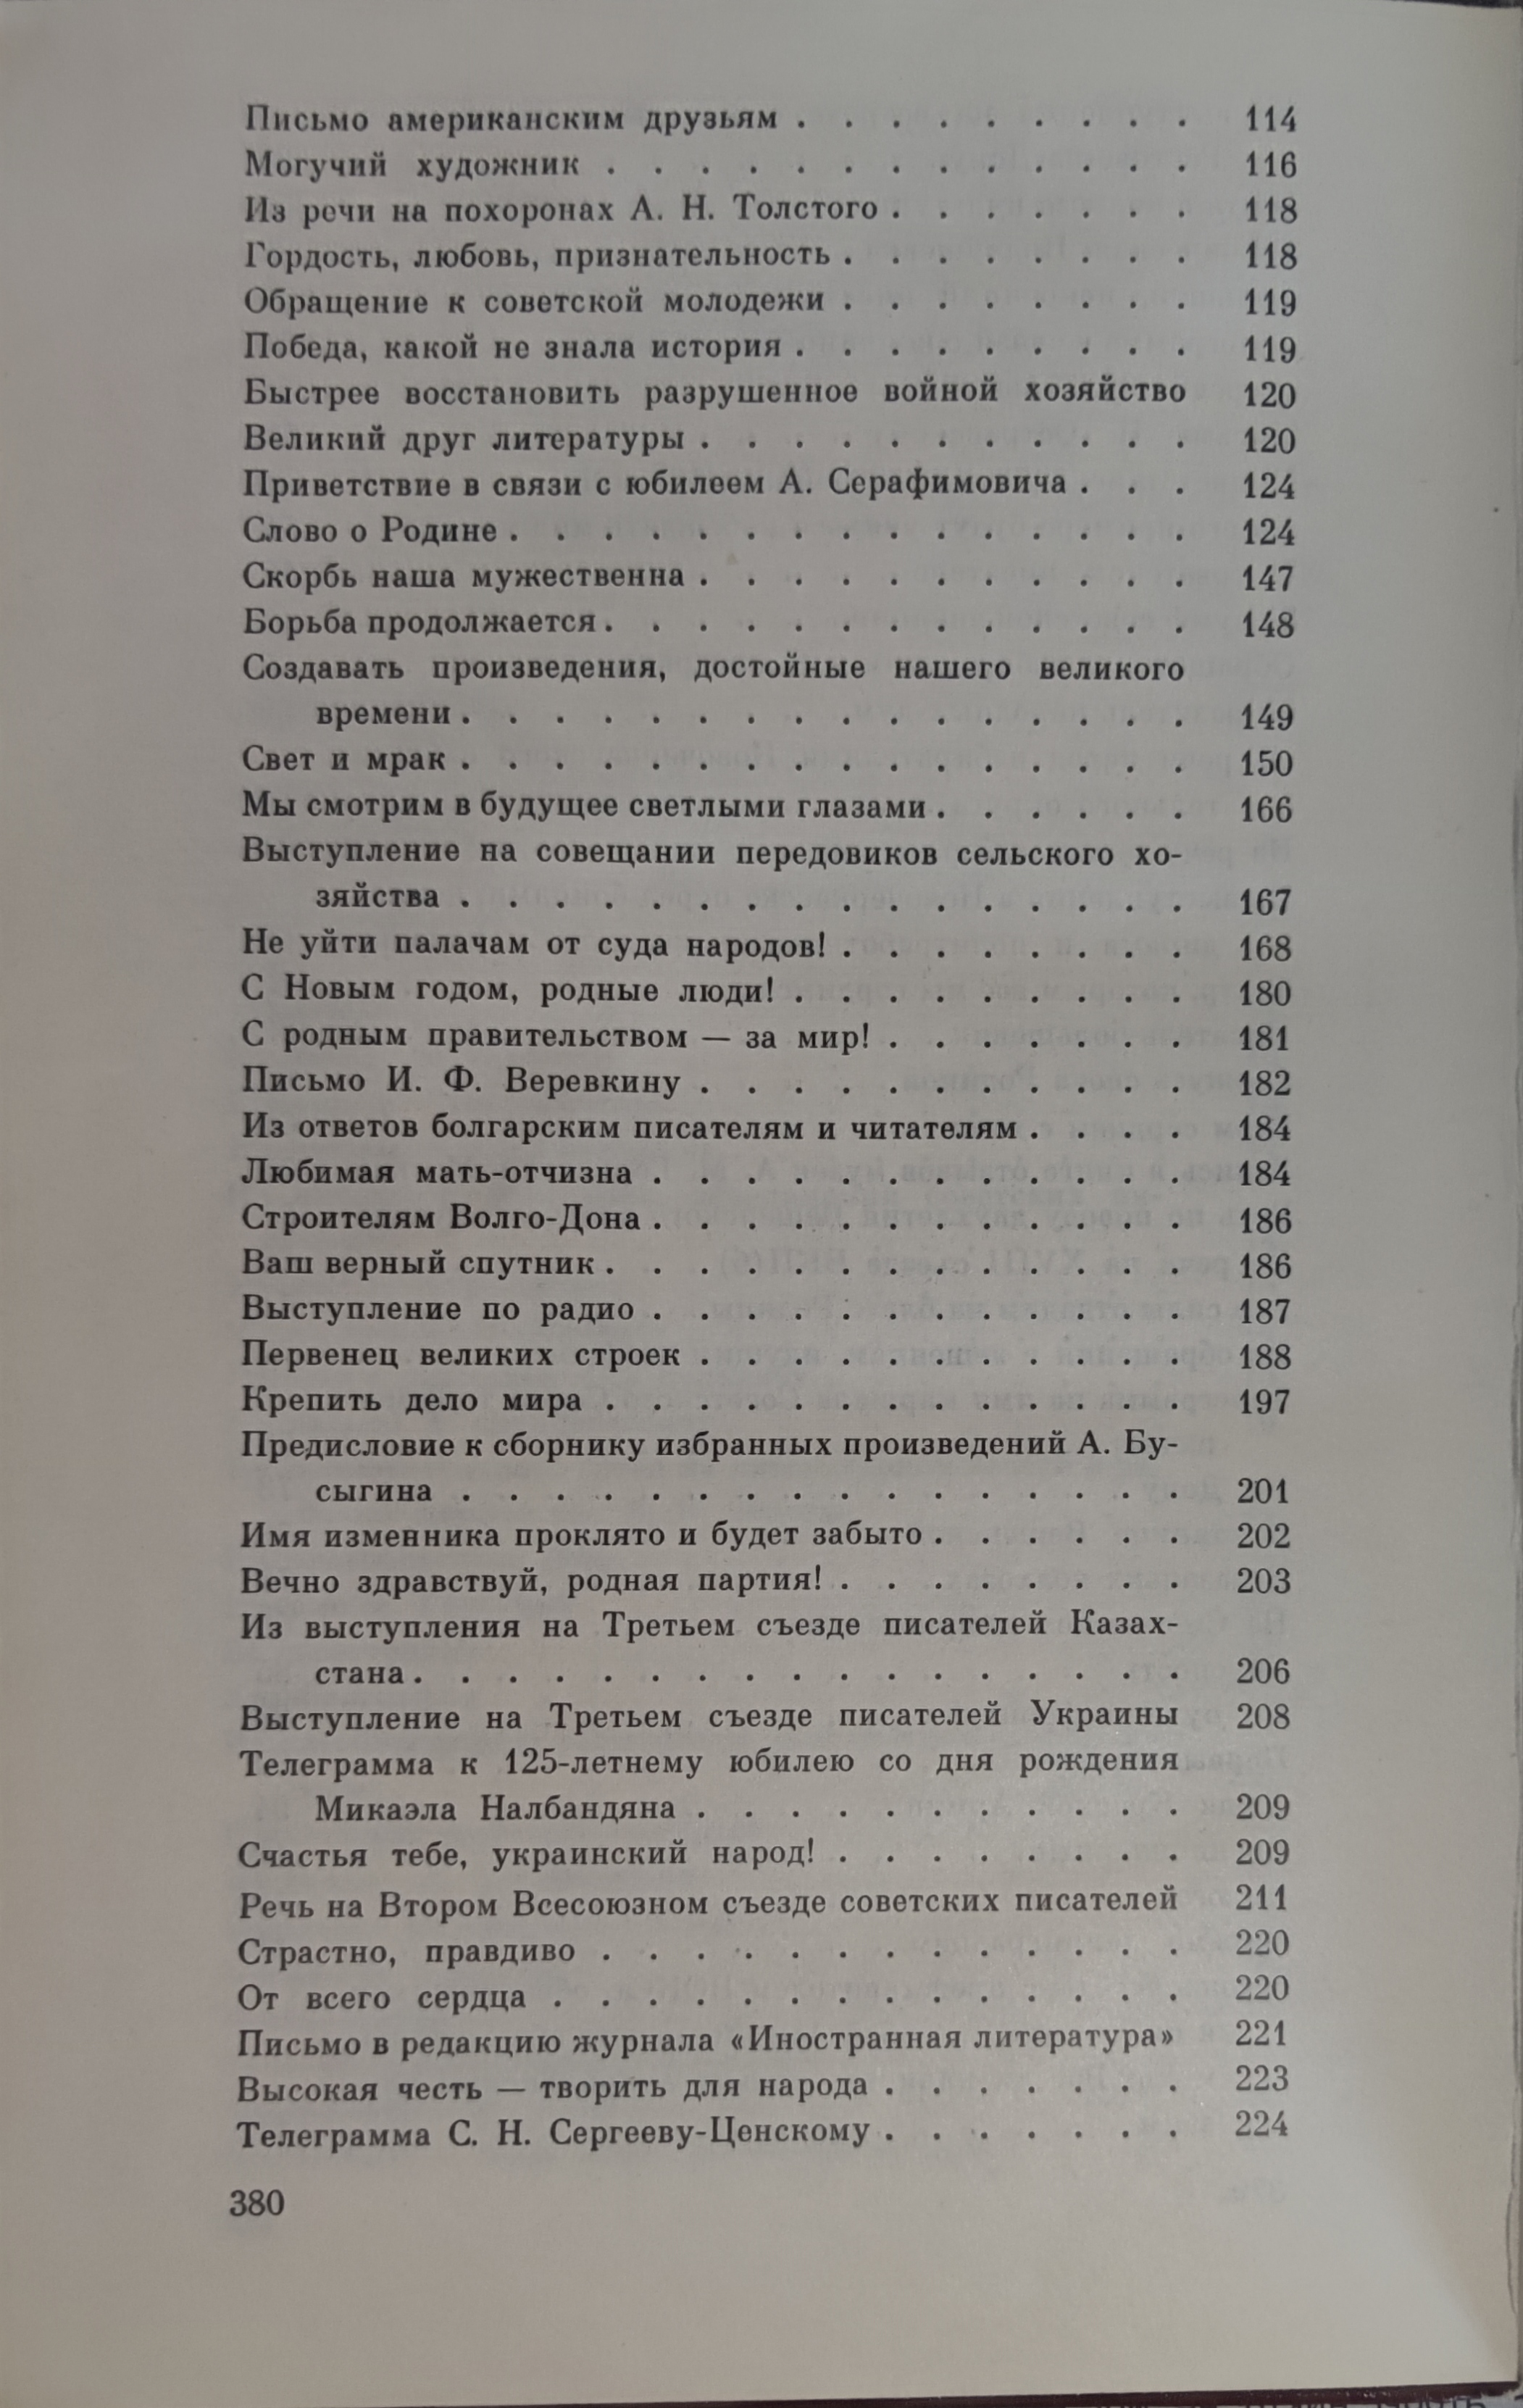 Письмо американским друзьям . . . . . . . . . 114
Могучий художник . . . . . . . . . . . . . 116
Из речи на похоронах А. Н. Толстого . . . . . . . 118
Гордость, любовь, признательность . . . . . . . . 118
Обращение к советской молодежи . . . . . . . . 119
Победа, какой не знала история . . . . . . . . . 119
Быстрее восстановить разрушенное войной хозяйство 120
Великий друг литературы . . . . . . . . . . . 120
Приветствие в связи с юбилеем А. Серафимовича . . . 124
Слово о Родине . . . . . . . . . . . . . . . 124
Скорбь наша мужественна . . . . . . . . . . . 147
Борьба продолжается . . . . . . . . . . . . . 148
Создавать произведения, достойные нашего великого
времени . . . . . . . . . . . . . . . . 149
Свет и мрак . . . . . . . . . . . . . . . . 150
Мы смотрим в будущее светлыми глазами . . . . . . 166
Выступление на совещании передовиков сельского хо-
зяйства . . . . . . . . . . . . . . . . 167
Не уйти палачам от суда народов! . . . . . . . . 168
С Новым годом, родные люди! . . . . . . . . . 180
С родным правительством — за мир! . . . . . . . 181
Письмо И. Ф. Веревкину . . . . . . . . . . . 182
Из ответов болгарским писателям и читателям . . . . 184
Любимая мать-отчизна . . . . . . . . . . . . 184
Строителям Волго-Дона . . . . . . . . . . . . 186
Ваш верный спутник . . . . . . . . . . . . . 186
Выступление по радио . . . . . . . . . . . . 187
Первенец великих строек . . . . . . . . . . . 188
Крепить дело мира . . . . . . . . . . . . . 197
Предисловие к сборнику избранных произведений А. Бу-
сыгина . . . . . . . . . . . . . . . . 201
Имя изменника проклято и будет забыто . . . . . . 202
Вечно здравствуй, родная партия! . . . . . . . . 203
Из выступления на Третьем съезде писателей Казах-
стана . . . . . . . . . . . . . . . . . 206
Выступление на Третьем съезде писателей Украины 208
Телеграмма к 125-летнему юбилею со дня рождения
Микаэла Налбандяна . . . . . . . . . . . 209
Счастья тебе, украинский народ! . . . . . . . . 209
Речь на Втором Всесоюзном съезде советских писателей 211
Страстно, правдиво . . . . . . . . . . . . . 220
От всего сердца . . . . . . . . . . . . . . 220
Письмо в редакцию журнала «Иностранная литература» 221
Высокая честь — творить для народа . . . . . . . 223
Телеграмма С. Н. Сергееву-Ценскому . . . . . . . 224
380